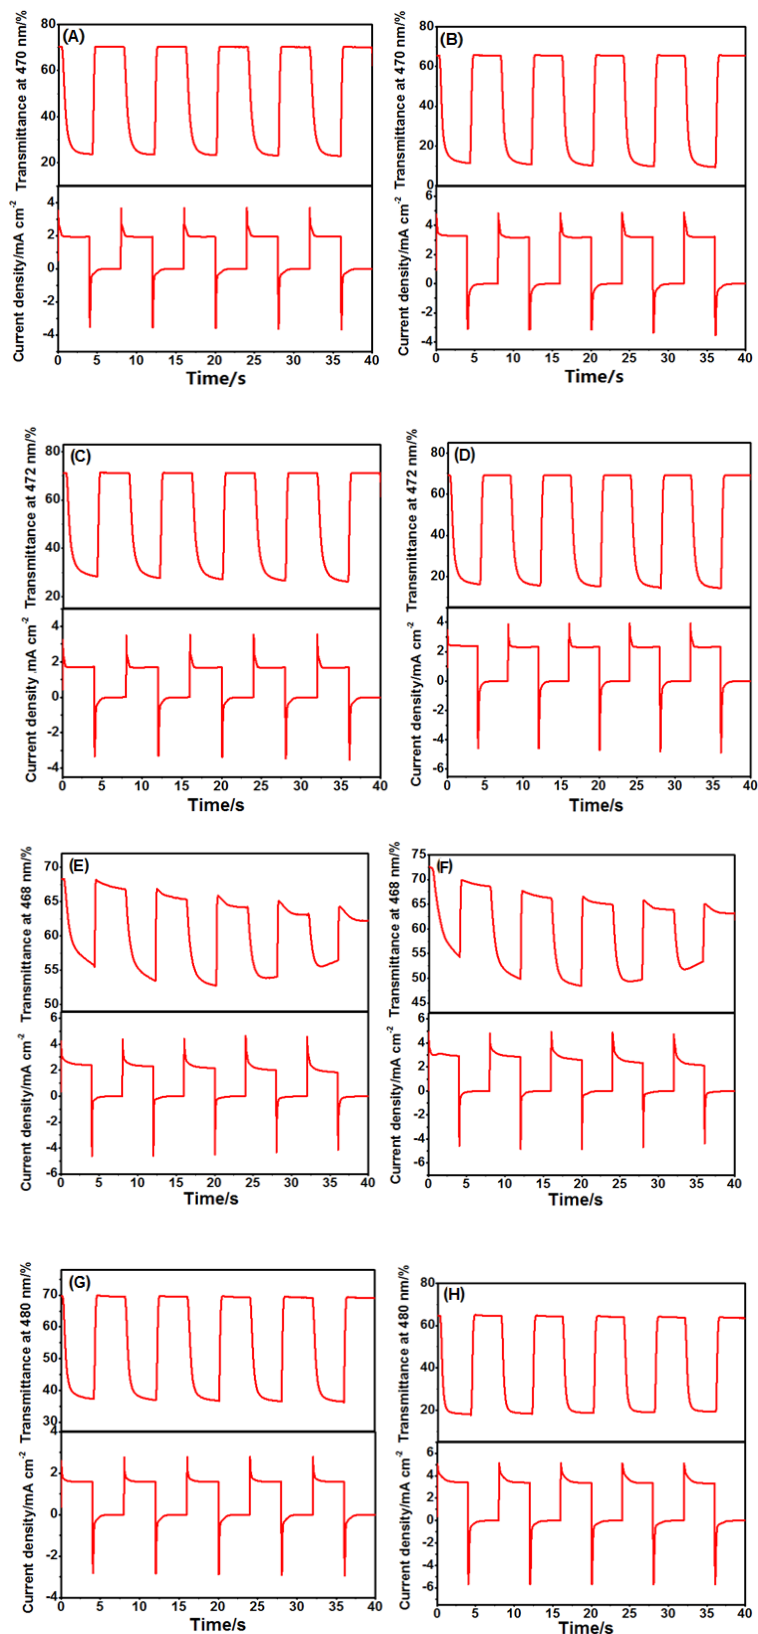 (A)
Transmittance at 470 nm/%
80
60
40
20
Current density/mA cm-2
4
2
0
-2
-4
0 5 10 15 20 25 30 35 40
Time/s
(B)
Transmittance at 470 nm/%
80
60
40
20
0
Current density/mA cm-2
6
4
2
0
-2
-4
0 5 10 15 20 25 30 35 40
Time/s
(C)
Transmittance at 472 nm/%
80
60
40
20
Current density /mA cm-2
4
2
0
-2
-4
0 5 10 15 20 25 30 35 40
Time/s
(D)
Transmittance at 472 nm/%
80
60
40
20
Current density/mA cm-2
4
2
0
-2
-4
-6
0 5 10 15 20 25 30 35 40
Time/s
(E)
Transmittance at 468 nm/%
70
65
60
55
50
Current density/mA cm-2
6
4
2
0
-2
-4
-6
0 5 10 15 20 25 30 35 40
Time/s
(F)
Transmittance at 468 nm/%
75
70
65
60
55
50
45
Current density/mA cm-2
6
4
2
0
-2
-4
-6
0 5 10 15 20 25 30 35 40
Time/s
(G)
Transmittance at 480 nm/%
70
60
50
40
30
Current density/mA cm-2
4
2
0
-2
-4
0 5 10 15 20 25 30 35 40
Time/s
(H)
Transmittance at 480 nm/%
80
60
40
20
Current density/mA cm-2
6
4
2
0
-2
-4
-6
0 5 10 15 20 25 30 35 40
Time/s